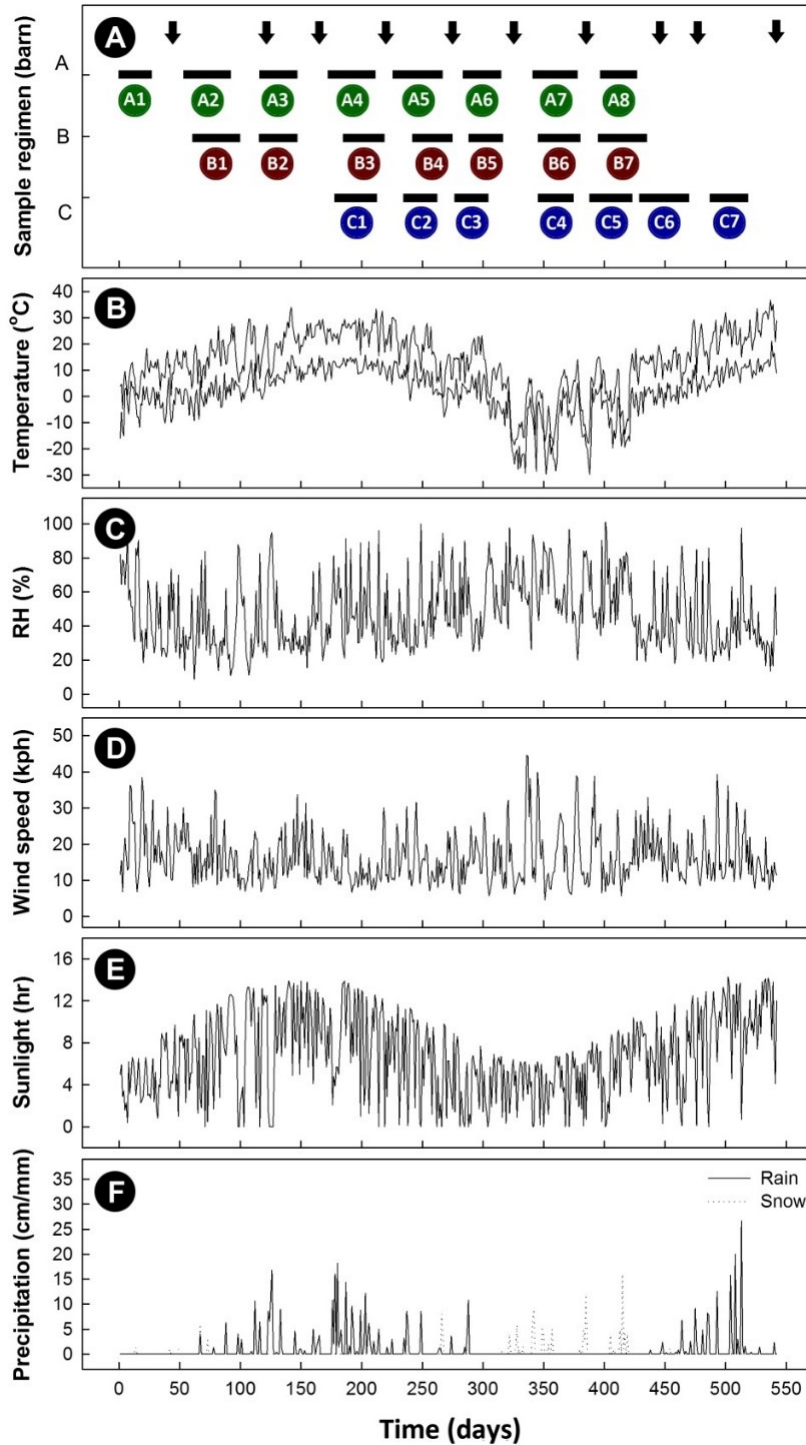 A
Sample regimen (barn)
A
A1 A2 A3 A4 A5 A6 A7 A8
B
B1 B2 B3 B4 B5 B6 B7
C
C1 C2 C3 C4 C5 C6 C7
B
Temperature (°C)
40
30
20
10
0
-10
-20
-30
C
RH (%)
100
80
60
40
20
0
D
Wind speed (kph)
50
40
30
20
10
0
E
Sunlight (hr)
16
12
8
4
0
F
Precipitation (cm/mm)
Rain
Snow
35
30
25
20
15
10
5
0
0 50 100 150 200 250 300 350 400 450 500 550
Time (days)